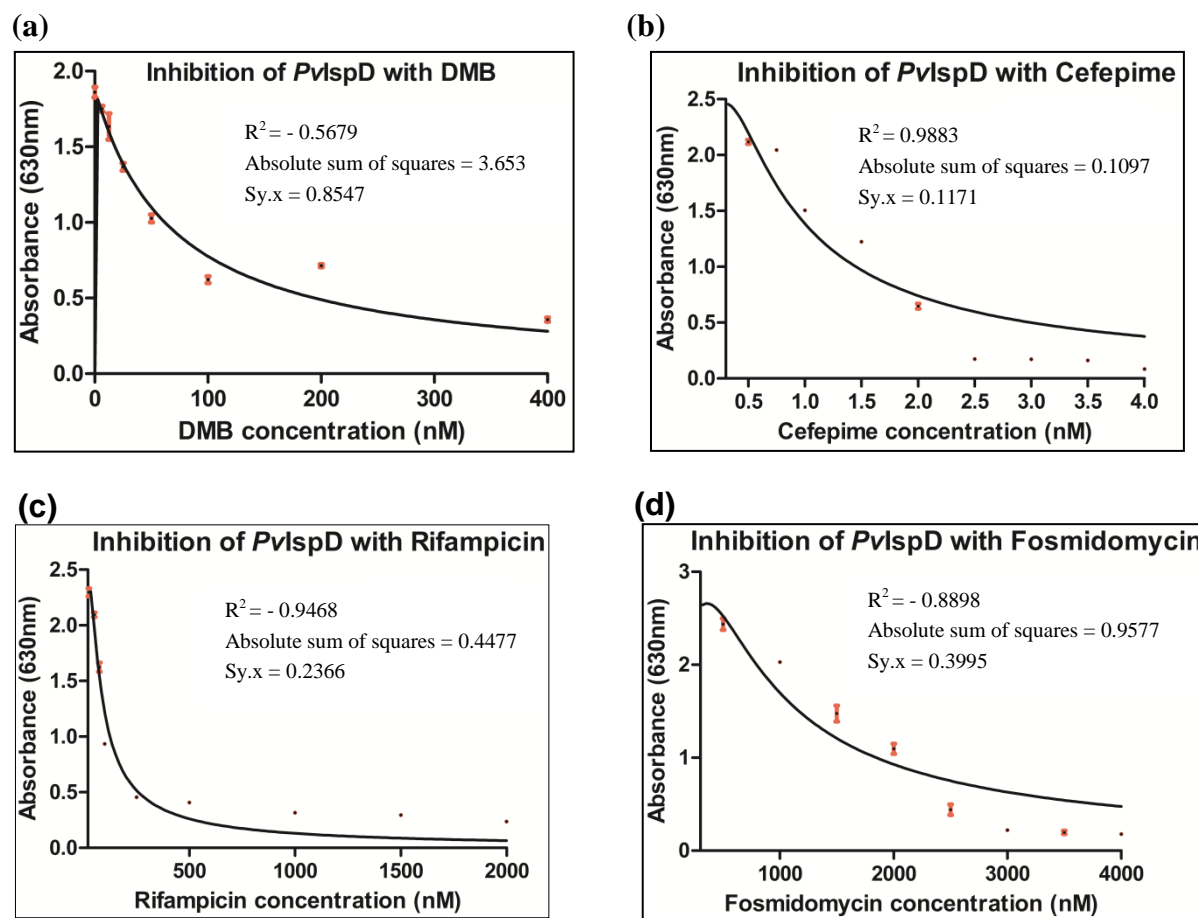 (a)
Inhibition of PvIspD with DMB
R² = - 0.5679
Absolute sum of squares = 3.653
Sy.x = 0.8547
Absorbance (630nm)
2.0
1.5
1.0
0.5
0.0
0 100 200 300 400
DMB concentration (nM)
(b)
Inhibition of PvIspD with Cefepime
R² = 0.9883
Absolute sum of squares = 0.1097
Sy.x = 0.1171
Absorbance (630nm)
2.5
2.0
1.5
1.0
0.5
0.0
0.5 1.0 1.5 2.0 2.5 3.0 3.5 4.0
Cefepime concentration (nM)
(c)
Inhibition of PvIspD with Rifampicin
R² = - 0.9468
Absolute sum of squares = 0.4477
Sy.x = 0.2366
Absorbance (630nm)
2.5
2.0
1.5
1.0
0.5
0.0
500 1000 1500 2000
Rifampicin concentration (nM)
(d)
Inhibition of PvIspD with Fosmidomycin
R² = - 0.8898
Absolute sum of squares = 0.9577
Sy.x = 0.3995
Absorbance (630nm)
3
2
1
0
1000 2000 3000 4000
Fosmidomycin concentration (nM)